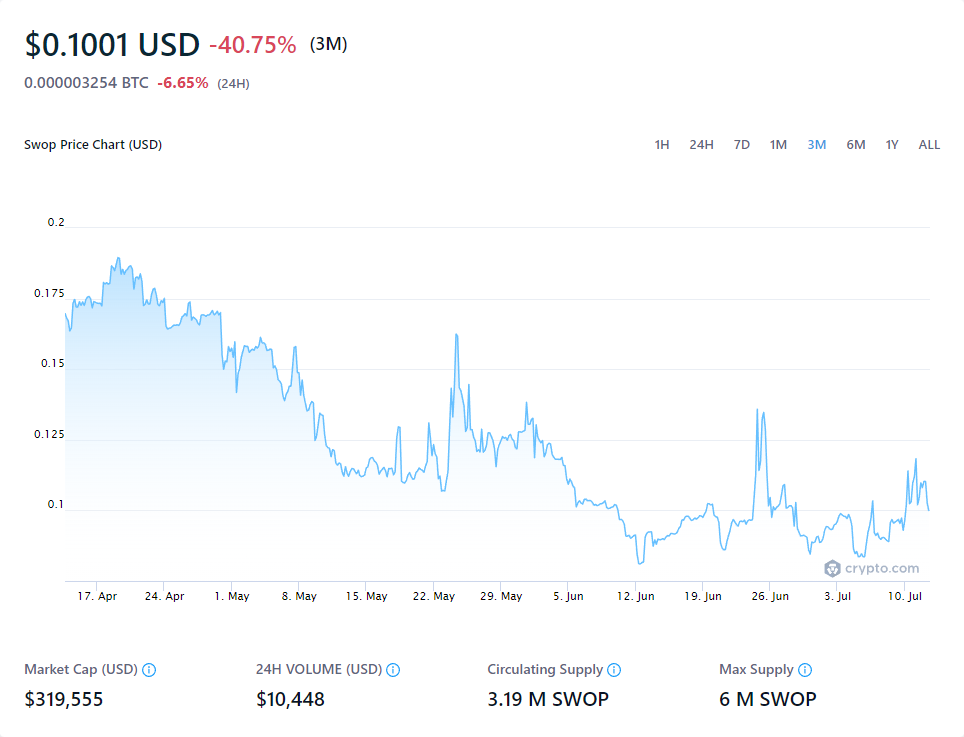 $0.1001 USD -40.75% (3M)
0.000003254 BTC -6.65% (24H)
Swop Price Chart (USD) 1H 24H 7D 1M 3M 6M 1Y ALL
0.2
0.175
0.15
0.125
0.1
crypto.com
17. Apr 24. Apr 1. May 8. May 15. May 22. May 29. May 5. Jun 12. Jun 19. Jun 26. Jun 3. Jul 10. Jul
Market Cap (USD) 24H VOLUME (USD) Circulating Supply Max Supply
$319,555 $10,448 3.19 M SWOP 6 M SWOP